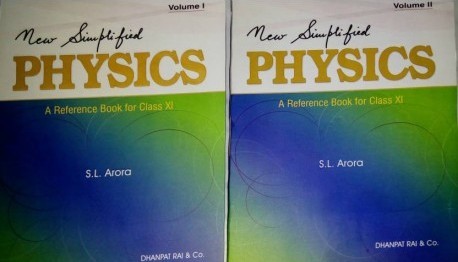 Volume I
New Simplified
PHYSICS
A Reference Book for Class XI
S.L. Arora
DHANPAT RAI & Co.
Volume II
New Simplified
PHYSICS
A Reference Book for Class XI
S.L. Arora
DHANPAT RAI & Co.